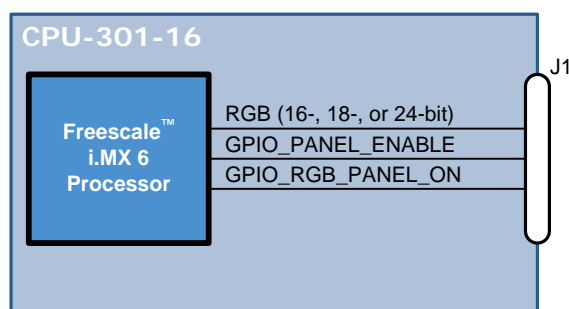 CPU-301-16
J1
Freescale™
i.MX 6
Processor
RGB (16-, 18-, or 24-bit)
GPIO_PANEL_ENABLE
GPIO_RGB_PANEL_ON